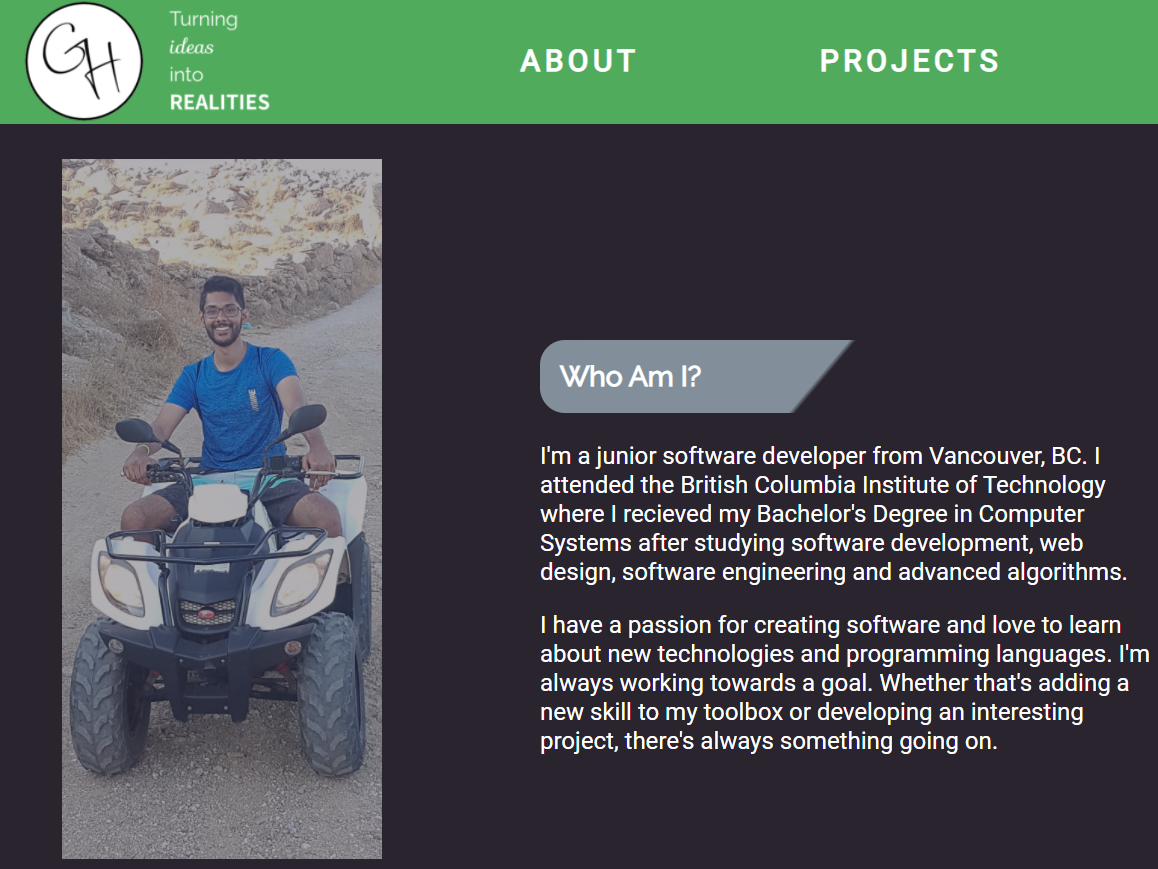 GH
Turning
ideas
into
REALITIES
ABOUT
PROJECTS
Who Am I?
I'm a junior software developer from Vancouver, BC. I
attended the British Columbia Institute of Technology
where I recieved my Bachelor's Degree in Computer
Systems after studying software development, web
design, software engineering and advanced algorithms.
I have a passion for creating software and love to learn
about new technologies and programming languages. I'm
always working towards a goal. Whether that's adding a
new skill to my toolbox or developing an interesting
project, there's always something going on.